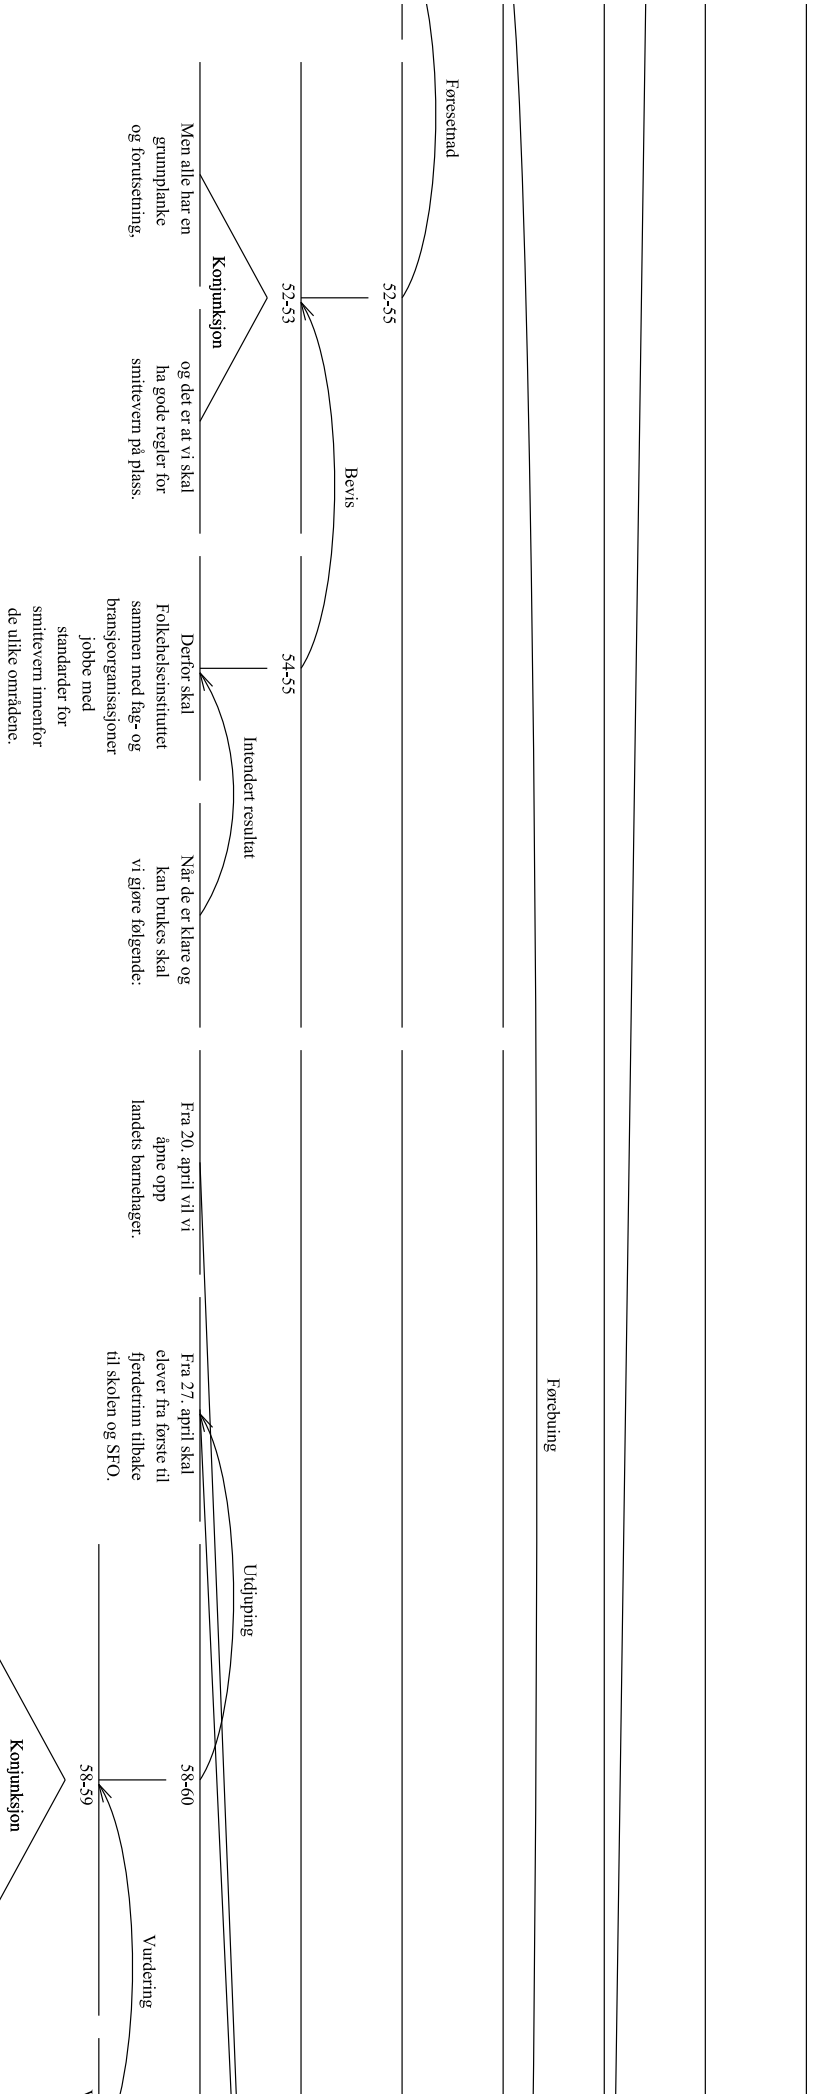 Føresetnad
52-55
52-53
Bevis
Konjunksjon
Men alle har en
grunnplanke
og forutsetning,
og det er at vi skal
ha gode regler for
smittevern på plass.
54-55
Intendert resultat
Derfor skal
Folkehelseinstituttet
sammen med fag- og
bransjeorganisasjoner
jobbe med
standarder for
smittevern innenfor
de ulike områdene.
Når de er klare og
kan brukes skal
vi gjøre følgende:
Førebuing
Fra 20. april vil vi
åpne opp
landets barnehager.
Fra 27. april skal
elever fra første til
fjerdetrinn tilbake
til skolen og SFO.
Utdjuping
58-60
58-59
Vurdering
Konjunksjon